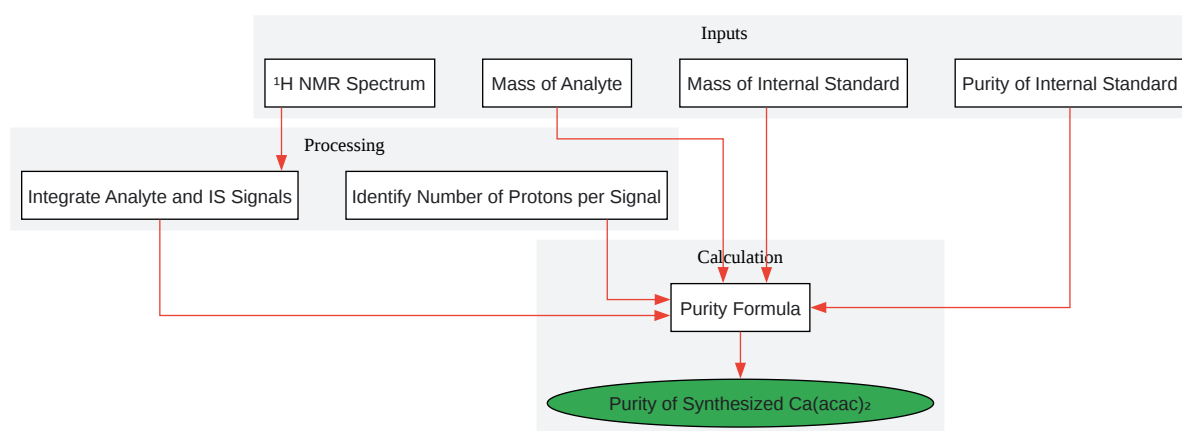 Inputs
¹H NMR Spectrum
Mass of Analyte
Mass of Internal Standard
Purity of Internal Standard
Processing
Integrate Analyte and IS Signals
Identify Number of Protons per Signal
Calculation
Purity Formula
Purity of Synthesized Ca(acac)₂